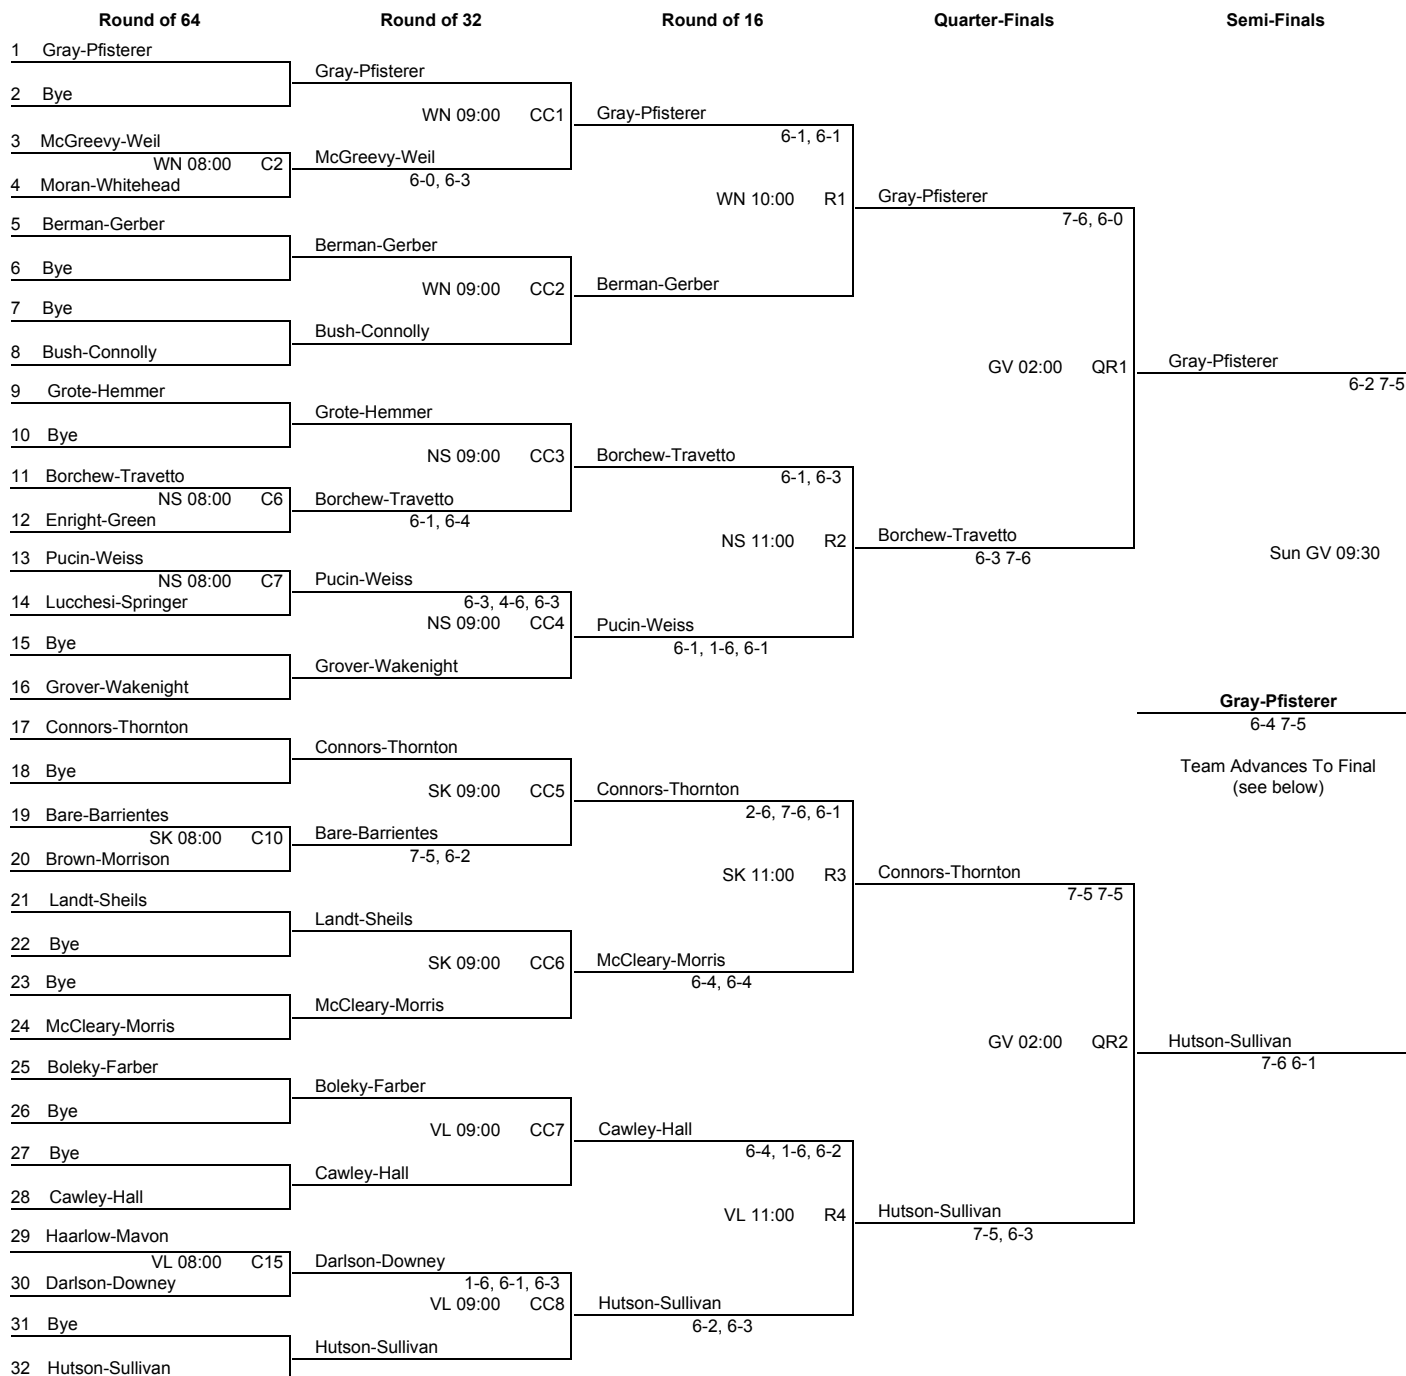 Round of 64 Round of 32 Round of 16 Quarter-Finals Semi-Finals
1 Gray-Pfisterer
Gray-Pfisterer
2 Bye
WN 09:00 CC1 Gray-Pfisterer
6-1, 6-1
3 McGreevy-Weil
WN 08:00 C2 McGreevy-Weil
6-0, 6-3
4 Moran-Whitehead
WN 10:00 R1 Gray-Pfisterer
7-6, 6-0
5 Berman-Gerber
Berman-Gerber
6 Bye
WN 09:00 CC2 Berman-Gerber
7 Bye
Bush-Connolly
8 Bush-Connolly
GV 02:00 QR1 Gray-Pfisterer
6-2 7-5
9 Grote-Hemmer
Grote-Hemmer
10 Bye
NS 09:00 CC3 Borchew-Travetto
6-1, 6-3
11 Borchew-Travetto
NS 08:00 C6 Borchew-Travetto
6-1, 6-4
12 Enright-Green
NS 11:00 R2 Borchew-Travetto
6-3 7-6
Sun GV 09:30
13 Pucin-Weiss
NS 08:00 C7 Pucin-Weiss
6-3, 4-6, 6-3
14 Lucchesi-Springer
NS 09:00 CC4 Pucin-Weiss
6-1, 1-6, 6-1
15 Bye
Grover-Wakenight
16 Grover-Wakenight
Gray-Pfisterer
6-4 7-5
Team Advances To Final
(see below)
17 Connors-Thornton
Connors-Thornton
18 Bye
SK 09:00 CC5 Connors-Thornton
2-6, 7-6, 6-1
19 Bare-Barrientes
SK 08:00 C10 Bare-Barrientes
7-5, 6-2
20 Brown-Morrison
SK 11:00 R3 Connors-Thornton
7-5 7-5
21 Landt-Sheils
Landt-Sheils
22 Bye
SK 09:00 CC6 McCleary-Morris
6-4, 6-4
23 Bye
McCleary-Morris
24 McCleary-Morris
GV 02:00 QR2 Hutson-Sullivan
7-6 6-1
25 Boleky-Farber
Boleky-Farber
26 Bye
VL 09:00 CC7 Cawley-Hall
6-4, 1-6, 6-2
27 Bye
Cawley-Hall
28 Cawley-Hall
VL 11:00 R4 Hutson-Sullivan
7-5, 6-3
29 Haarlow-Mavon
VL 08:00 C15 Darlson-Downey
1-6, 6-1, 6-3
30 Darlson-Downey
VL 09:00 CC8 Hutson-Sullivan
6-2, 6-3
31 Bye
Hutson-Sullivan
32 Hutson-Sullivan